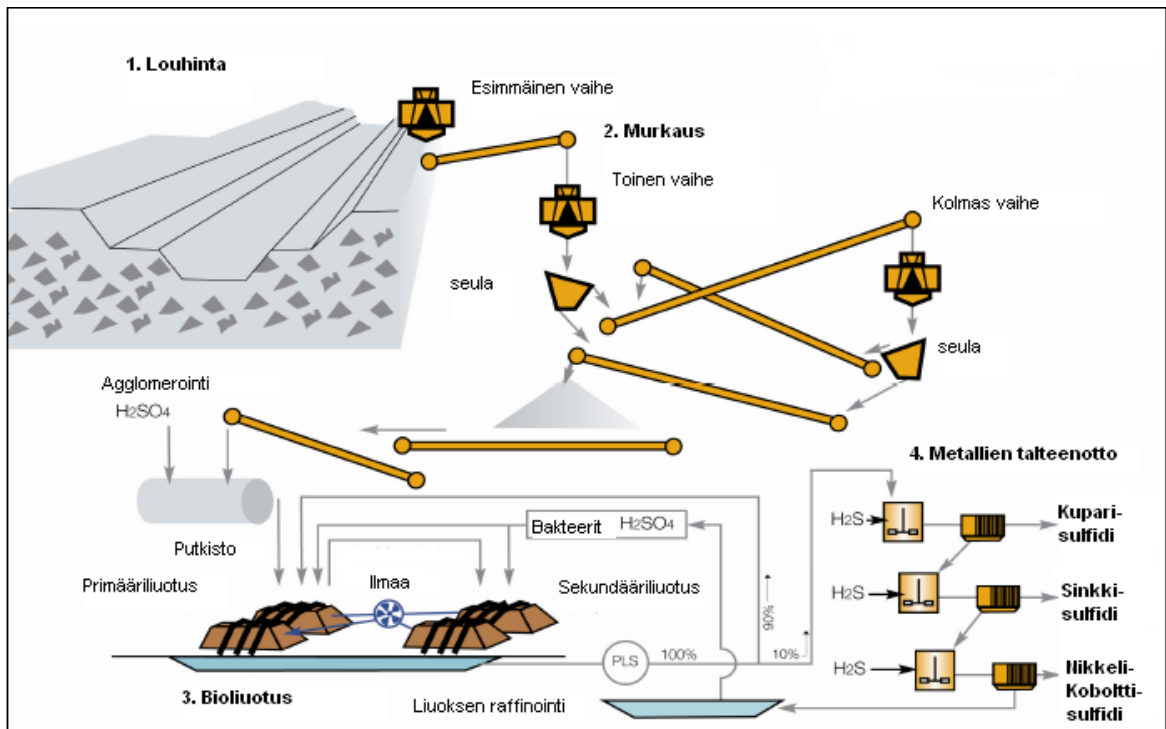 1. Louhinta
Esimmäinen vaihe
2. Murkaus
Toinen vaihe
Kolmas vaihe
seula
seula
Agglomerointi
H2SO4
4. Metallien talteenotto
H2S
Kupari-
sulfidi
Putkisto
Bakteerit H2SO4
Primääriliuotus
Ilmaa
Sekundääriliuotus
H2S
Sinkki-
sulfidi
90%
PLS
100%
10%
H2S
Nikkeli-
Koboltti-
sulfidi
3. Bioliuotus
Liuoksen raffinointi